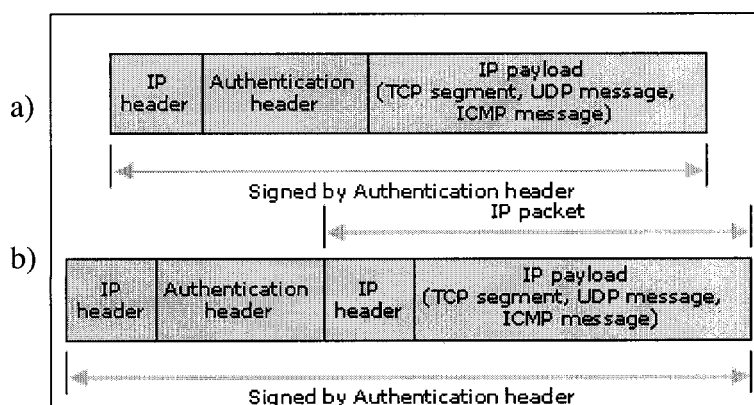 a)
IP
header
Authentication
header
IP payload
(TCP segment, UDP message,
ICMP message)
Signed by Authentication header
IP packet
b)
IP
header
Authentication
header
IP
header
IP payload
(TCP segment, UDP message,
ICMP message)
Signed by Authentication header